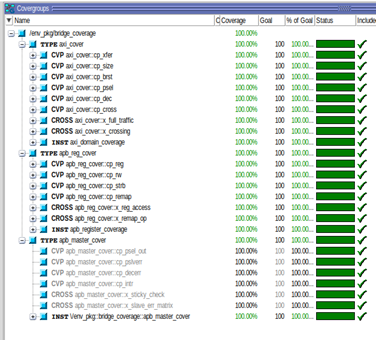 Covergroups
Name C Coverage Goal % of Goal Status Include
/env_pkg/bridge_coverage 100.00%
TYPE axi_cover 100.00% 100 100.00...
CVP axi_cover::cp_xfer 100.00% 100 100.00...
CVP axi_cover::cp_size 100.00% 100 100.00...
CVP axi_cover::cp_brst 100.00% 100 100.00...
CVP axi_cover::cp_psel 100.00% 100 100.00...
CVP axi_cover::cp_dec 100.00% 100 100.00...
CVP axi_cover::cp_cross 100.00% 100 100.00...
CROSS axi_cover::x_full_traffic 100.00% 100 100.00...
CROSS axi_cover::x_crossing 100.00% 100 100.00...
INST axi_domain_coverage 100.00% 100 100.00...
TYPE apb_reg_cover 100.00% 100 100.00...
CVP apb_reg_cover::cp_reg 100.00% 100 100.00...
CVP apb_reg_cover::cp_rw 100.00% 100 100.00...
CVP apb_reg_cover::cp_strb 100.00% 100 100.00...
CVP apb_reg_cover::cp_remap 100.00% 100 100.00...
CROSS apb_reg_cover::x_reg_access 100.00% 100 100.00...
CROSS apb_reg_cover::x_remap_op 100.00% 100 100.00...
INST apb_register_coverage 100.00% 100 100.00...
TYPE apb_master_cover 100.00% 100 100.00...
CVP apb_master_cover::cp_psel_out 100.00% 100 100.00...
CVP apb_master_cover::cp_pslverr 100.00% 100 100.00...
CVP apb_master_cover::cp_decerr 100.00% 100 100.00...
CVP apb_master_cover::cp_intr 100.00% 100 100.00...
CROSS apb_master_cover::x_sticky_check 100.00% 100 100.00...
CROSS apb_master_cover::x_slave_err_matrix 100.00% 100 100.00...
INST \/env_pkg::bridge_coverage::apb_master_cover 100.00% 100 100.00...